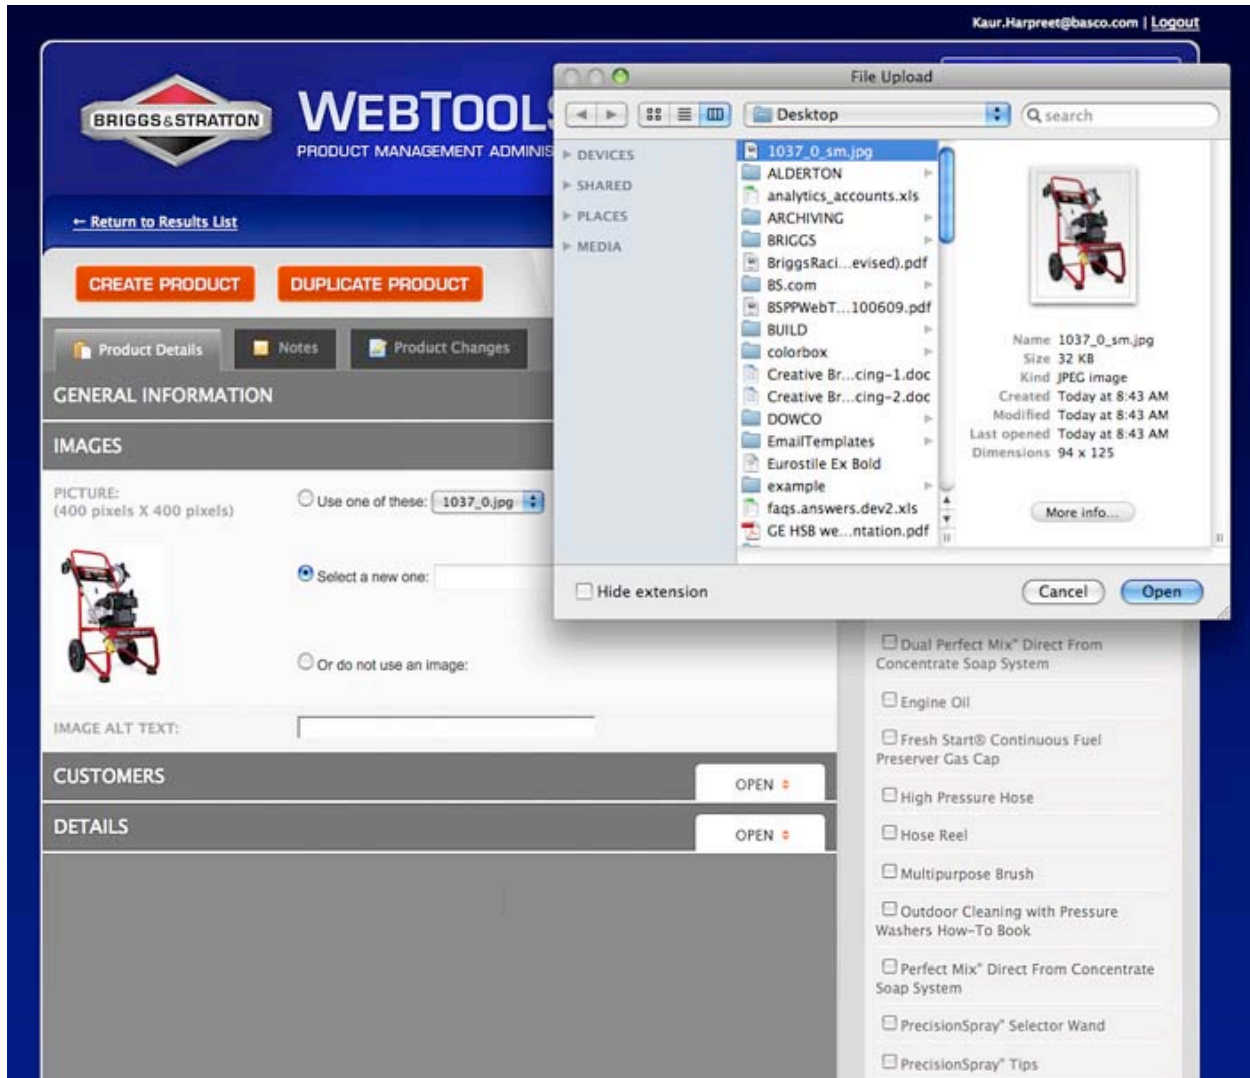 Kaur.Harpreet@basco.com | Logout
BRIGGS&STRATTON
WEBTOOLS
PRODUCT MANAGEMENT ADMINIS
← Return to Results List
CREATE PRODUCT
DUPLICATE PRODUCT
Product Details
Notes
Product Changes
GENERAL INFORMATION
IMAGES
PICTURE:
(400 pixels X 400 pixels)
Use one of these: 1037_0.jpg
Select a new one:
Or do not use an image:
IMAGE ALT TEXT:
CUSTOMERS
OPEN
DETAILS
OPEN
File Upload
Desktop
search
DEVICES
SHARED
PLACES
MEDIA
1037_0_sm.jpg
ALDERTON
analytics_accounts.xls
ARCHIVING
BRIGGS
BriggsRaci...evised).pdf
BS.com
BSPPWebT...100609.pdf
BUILD
colorbox
Creative Br...cing-1.doc
Creative Br...cing-2.doc
DOWCO
EmailTemplates
Eurostile Ex Bold
example
faqs.answers.dev2.xls
GE HSB we...ntation.pdf
Name 1037_0_sm.jpg
Size 32 KB
Kind JPEG image
Created Today at 8:43 AM
Modified Today at 8:43 AM
Last opened Today at 8:43 AM
Dimensions 94 x 125
More info...
Hide extension
Cancel
Open
Dual Perfect Mix™ Direct From
Concentrate Soap System
Engine Oil
Fresh Start® Continuous Fuel
Preserver Gas Cap
High Pressure Hose
Hose Reel
Multipurpose Brush
Outdoor Cleaning with Pressure
Washers How-To Book
Perfect Mix™ Direct From Concentrate
Soap System
PrecisionSpray™ Selector Wand
PrecisionSpray™ Tips